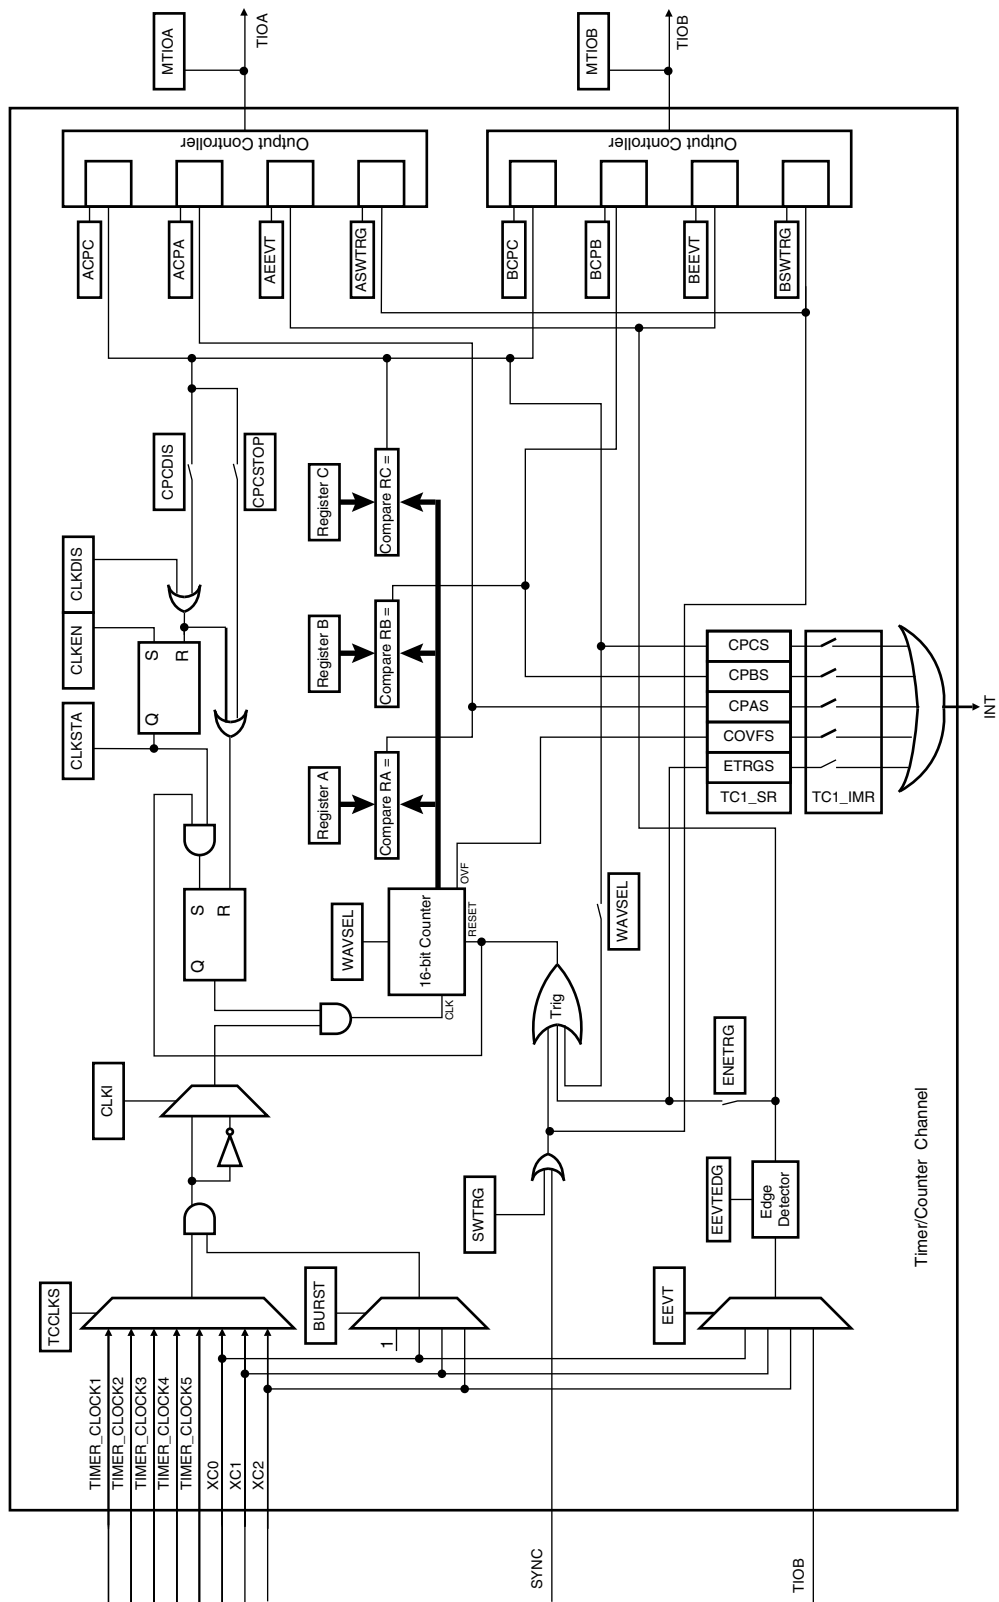 TIMER_CLOCK1
TIMER_CLOCK2
TIMER_CLOCK3
TIMER_CLOCK4
TIMER_CLOCK5
XC0
XC1
XC2
TCCLKS
CLKI
CLKSTA
CLKEN
CLKDIS
Q
S
R
Q
S
R
CPCDIS
CPCSTOP
ACPC
ACPA
AEEVT
ASWTRG
Output Controller
MTIOA
TIOA
BURST
1
WAVSEL
16-bit Counter
CLK
RESET
OVF
Register A
Register B
Register C
Compare RA =
Compare RB =
Compare RC =
SYNC
SWTRG
Trig
WAVSEL
BCPC
BCPB
BEEVT
BSWTRG
Output Controller
MTIOB
TIOB
TIOB
EEVT
EEVTEDG
Edge
Detector
ENETRG
CPCS
CPBS
CPAS
COVFS
ETRGS
TC1_SR
TC1_IMR
INT
Timer/Counter Channel